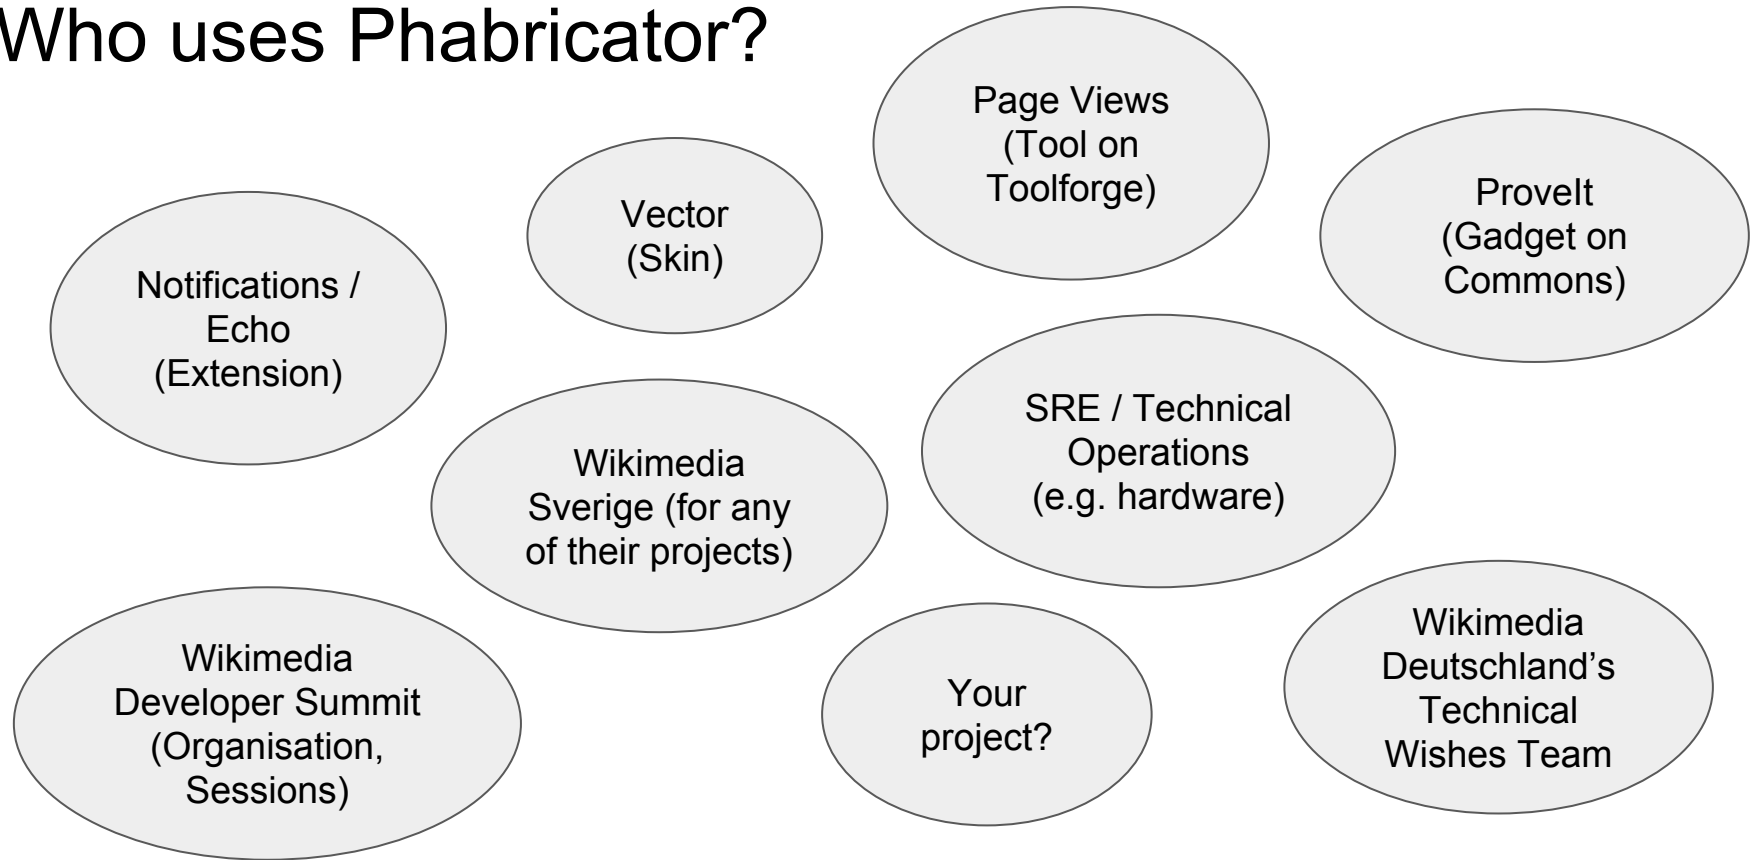 Who uses Phabricator?
Page Views
(Tool on
Toolforge)
ProveIt
(Gadget on
Commons)
Vector
(Skin)
Notifications /
Echo
(Extension)
SRE / Technical
Operations
(e.g. hardware)
Wikimedia
Sverige (for any
of their projects)
Wikimedia
Developer Summit
(Organisation,
Sessions)
Your
project?
Wikimedia
Deutschland’s
Technical
Wishes Team